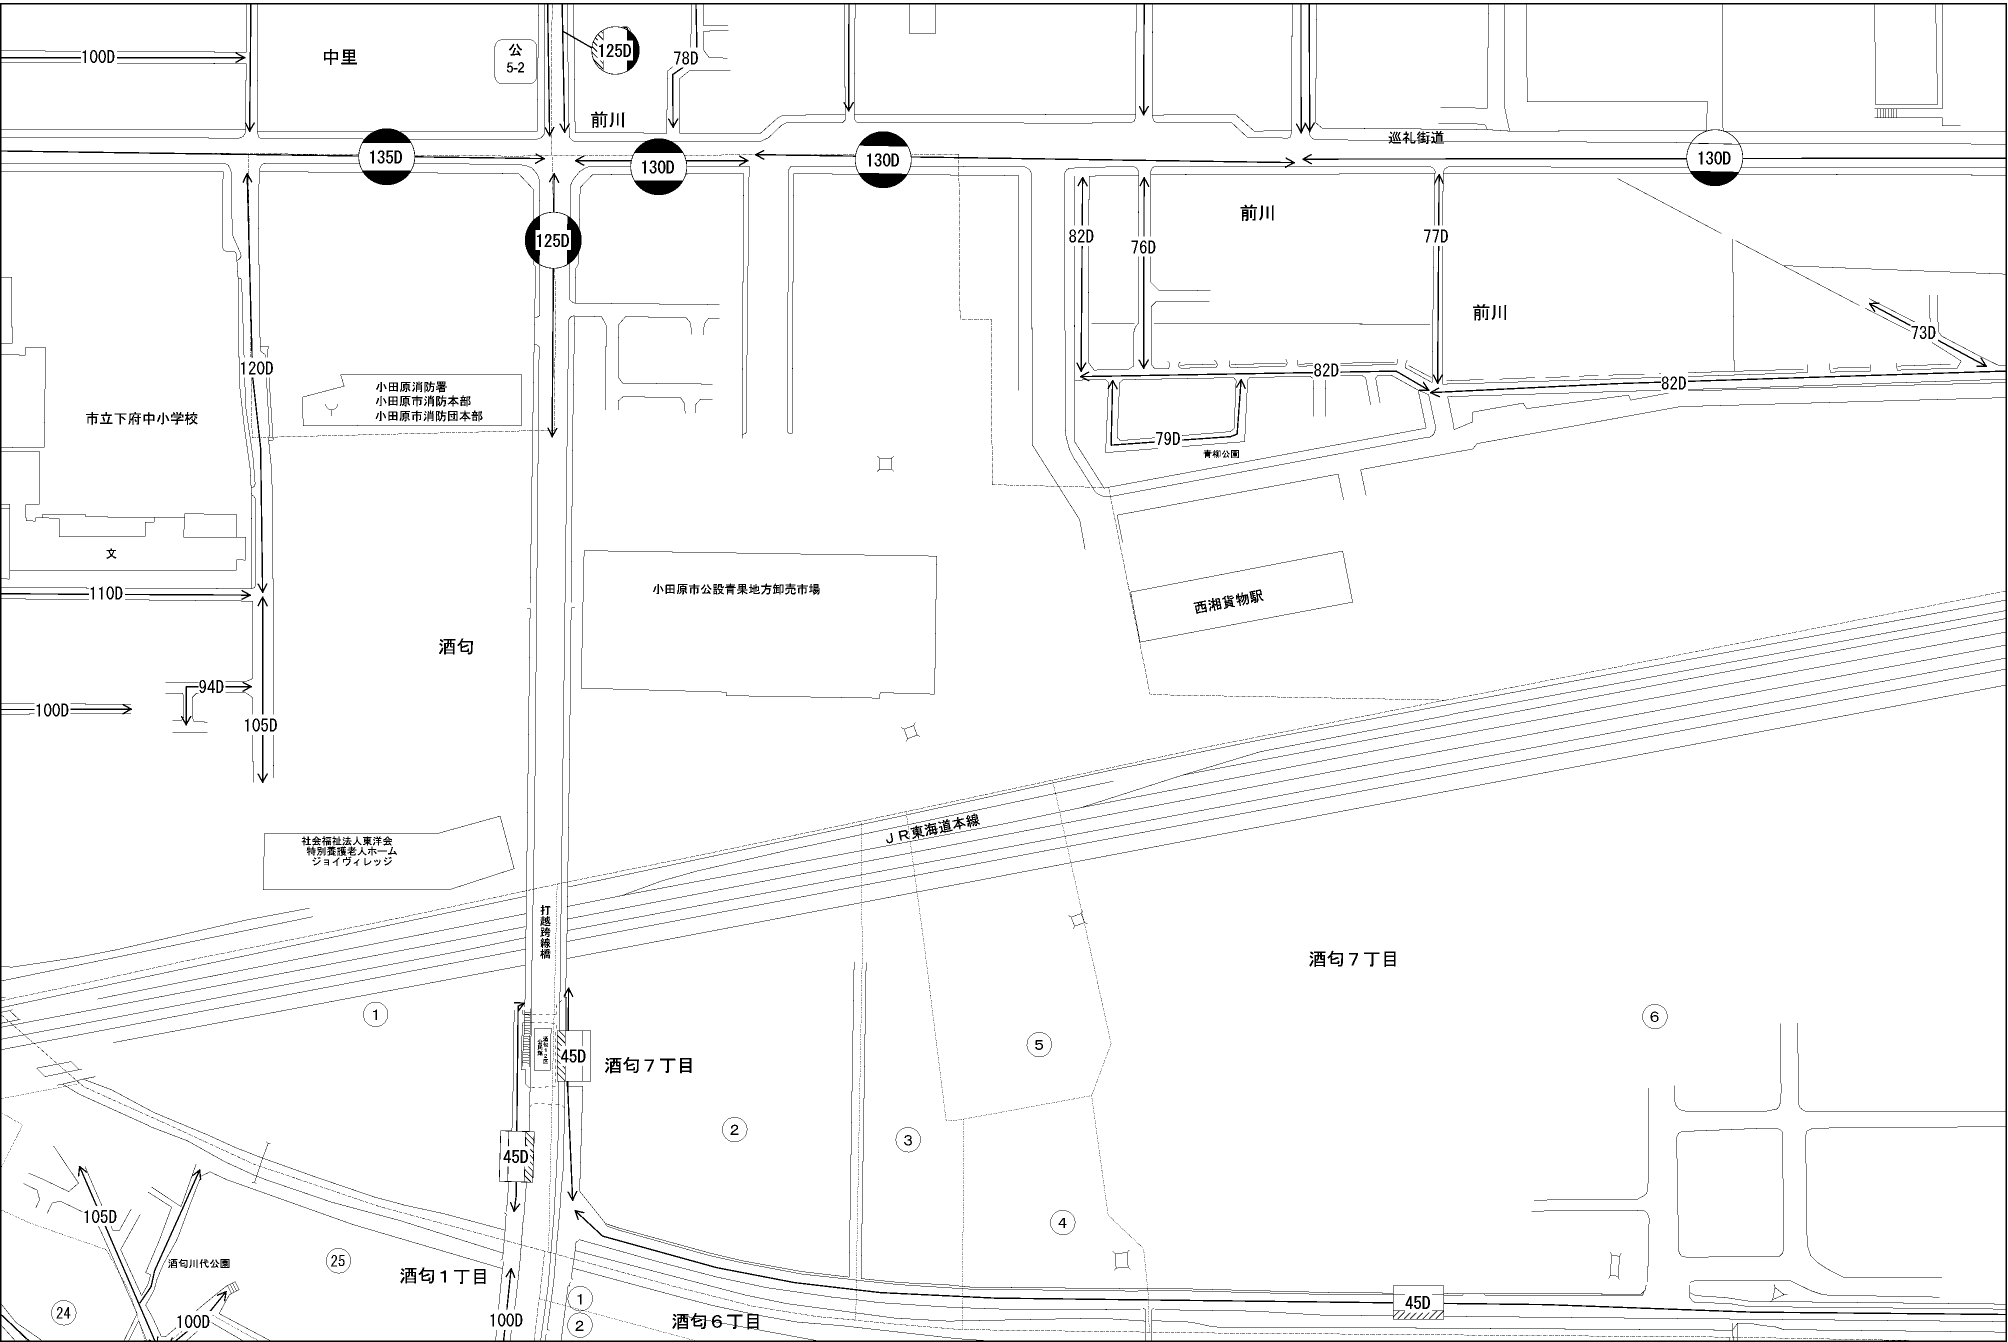 100D
中里
公
5-2
125D
78D
前川
巡礼街道
135D
130D
130D
130D
125D
82D
76D
前川
77D
前川
73D
120D
82D
82D
小田原消防署
小田原市消防本部
小田原市消防団本部
市立下府中小学校
79D
青柳公園
文
110D
小田原市公設青果地方卸売市場
西湘貨物駅
酒匂
94D
100D
105D
ＪＲ東海道本線
社会福祉法人東洋会
特別養護老人ホーム
ジョイヴィレッジ
打越跨線橋
酒匂７丁目
1
6
5
45D
酒匂７丁目
2
3
45D
105D
4
酒匂川代公園
25
酒匂１丁目
24
100D
100D
1
2
酒匂６丁目
45D